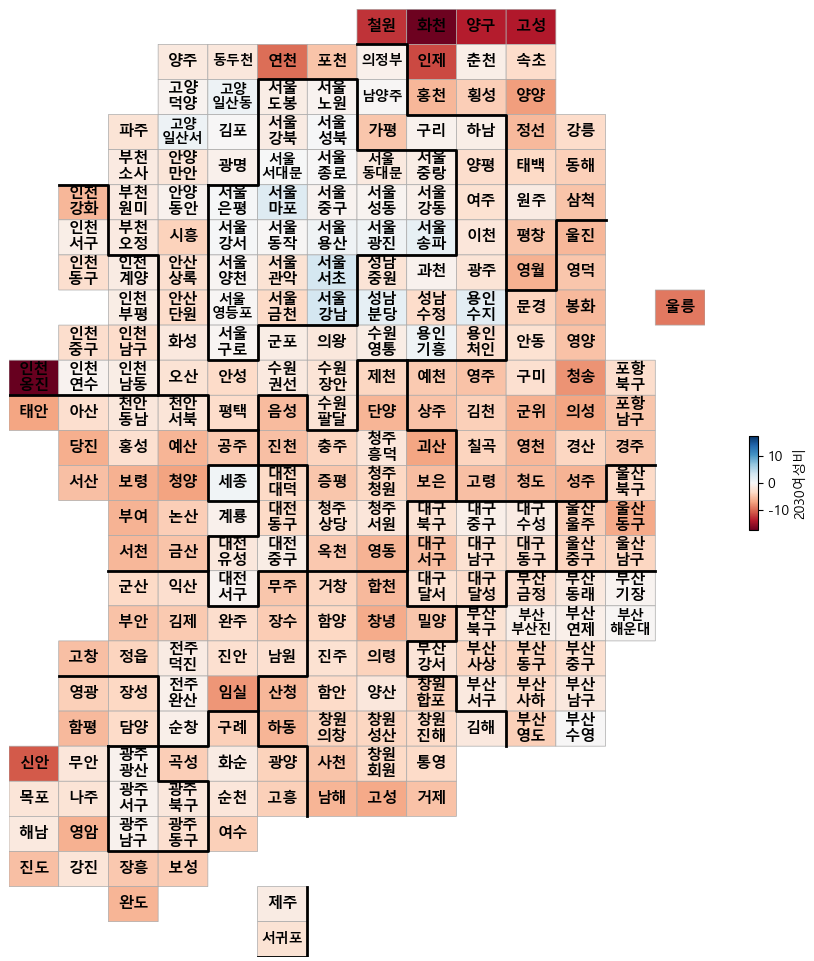 철원 화천 양구 고성
양주 동두천 연천 포천 의정부 인제 춘천 속초
고양 고양 서울 서울 남양주 홍천 횡성 양양
덕양 일산동 도봉 노원
파주 고양 김포 서울 서울 가평 구리 하남 정선 강릉
일산서 강북 성북
부천 안양 광명 서울 서울 서울 서울 양평 태백 동해
소사 만안 서대문 종로 동대문 중랑
인천 부천 안양 서울 서울 서울 서울 서울 여주 원주 삼척
강화 원미 동안 은평 마포 중구 성동 강동
인천 부천 시흥 서울 서울 서울 서울 서울 이천 평창 울진
서구 오정 강서 동작 용산 광진 송파
인천 인천 안산 서울 서울 서울 성남 과천 광주 영월 영덕
동구 계양 상록 양천 관악 서초 중원
인천 안산 서울 서울 서울 성남 성남 용인 문경 봉화 울릉
부평 단원 영등포 금천 강남 분당 수정 수지
인천 인천 화성 서울 군포 의왕 수원 용인 용인 안동 영양
중구 남구 구로 영통 기흥 처인
인천 인천 인천 오산 안성 수원 수원 제천 예천 영주 구미 청송 포항
옹진 연수 남동 권선 장안 북구
태안 아산 천안 천안 평택 음성 수원 단양 상주 김천 군위 의성 포항
동남 서북 팔달 남구
당진 홍성 예산 공주 진천 충주 청주 괴산 칠곡 영천 경산 경주
흥덕
서산 보령 청양 세종 대전 증평 청주 보은 고령 청도 성주 울산
대덕 청원 북구
부여 논산 계룡 대전 청주 청주 대구 대구 대구 울산 울산
동구 상당 서원 북구 중구 수성 울주 동구
서천 금산 대전 대전 옥천 영동 대구 대구 대구 울산 울산
유성 중구 서구 남구 동구 중구 남구
군산 익산 대전 무주 거창 합천 대구 대구 부산 부산 부산
서구 달서 달성 금정 동래 기장
부안 김제 완주 장수 함양 창녕 밀양 부산 부산 부산 부산
북구 부산진 연제 해운대
고창 정읍 전주 진안 남원 진주 의령 부산 부산 부산 부산
덕진 강서 사상 동구 중구
영광 장성 전주 임실 산청 함안 양산 창원 부산 부산 부산
완산 합포 서구 사하 남구
함평 담양 순창 구례 하동 창원 창원 창원 김해 부산 부산
의창 성산 진해 영도 수영
신안 무안 광주 곡성 화순 광양 사천 창원 통영
광산 회원
목포 나주 광주 광주 순천 고흥 남해 고성 거제
서구 북구
해남 영암 광주 광주 여수
남구 동구
진도 강진 장흥 보성
완도 제주
서귀포
10
0
-10
2030여성비